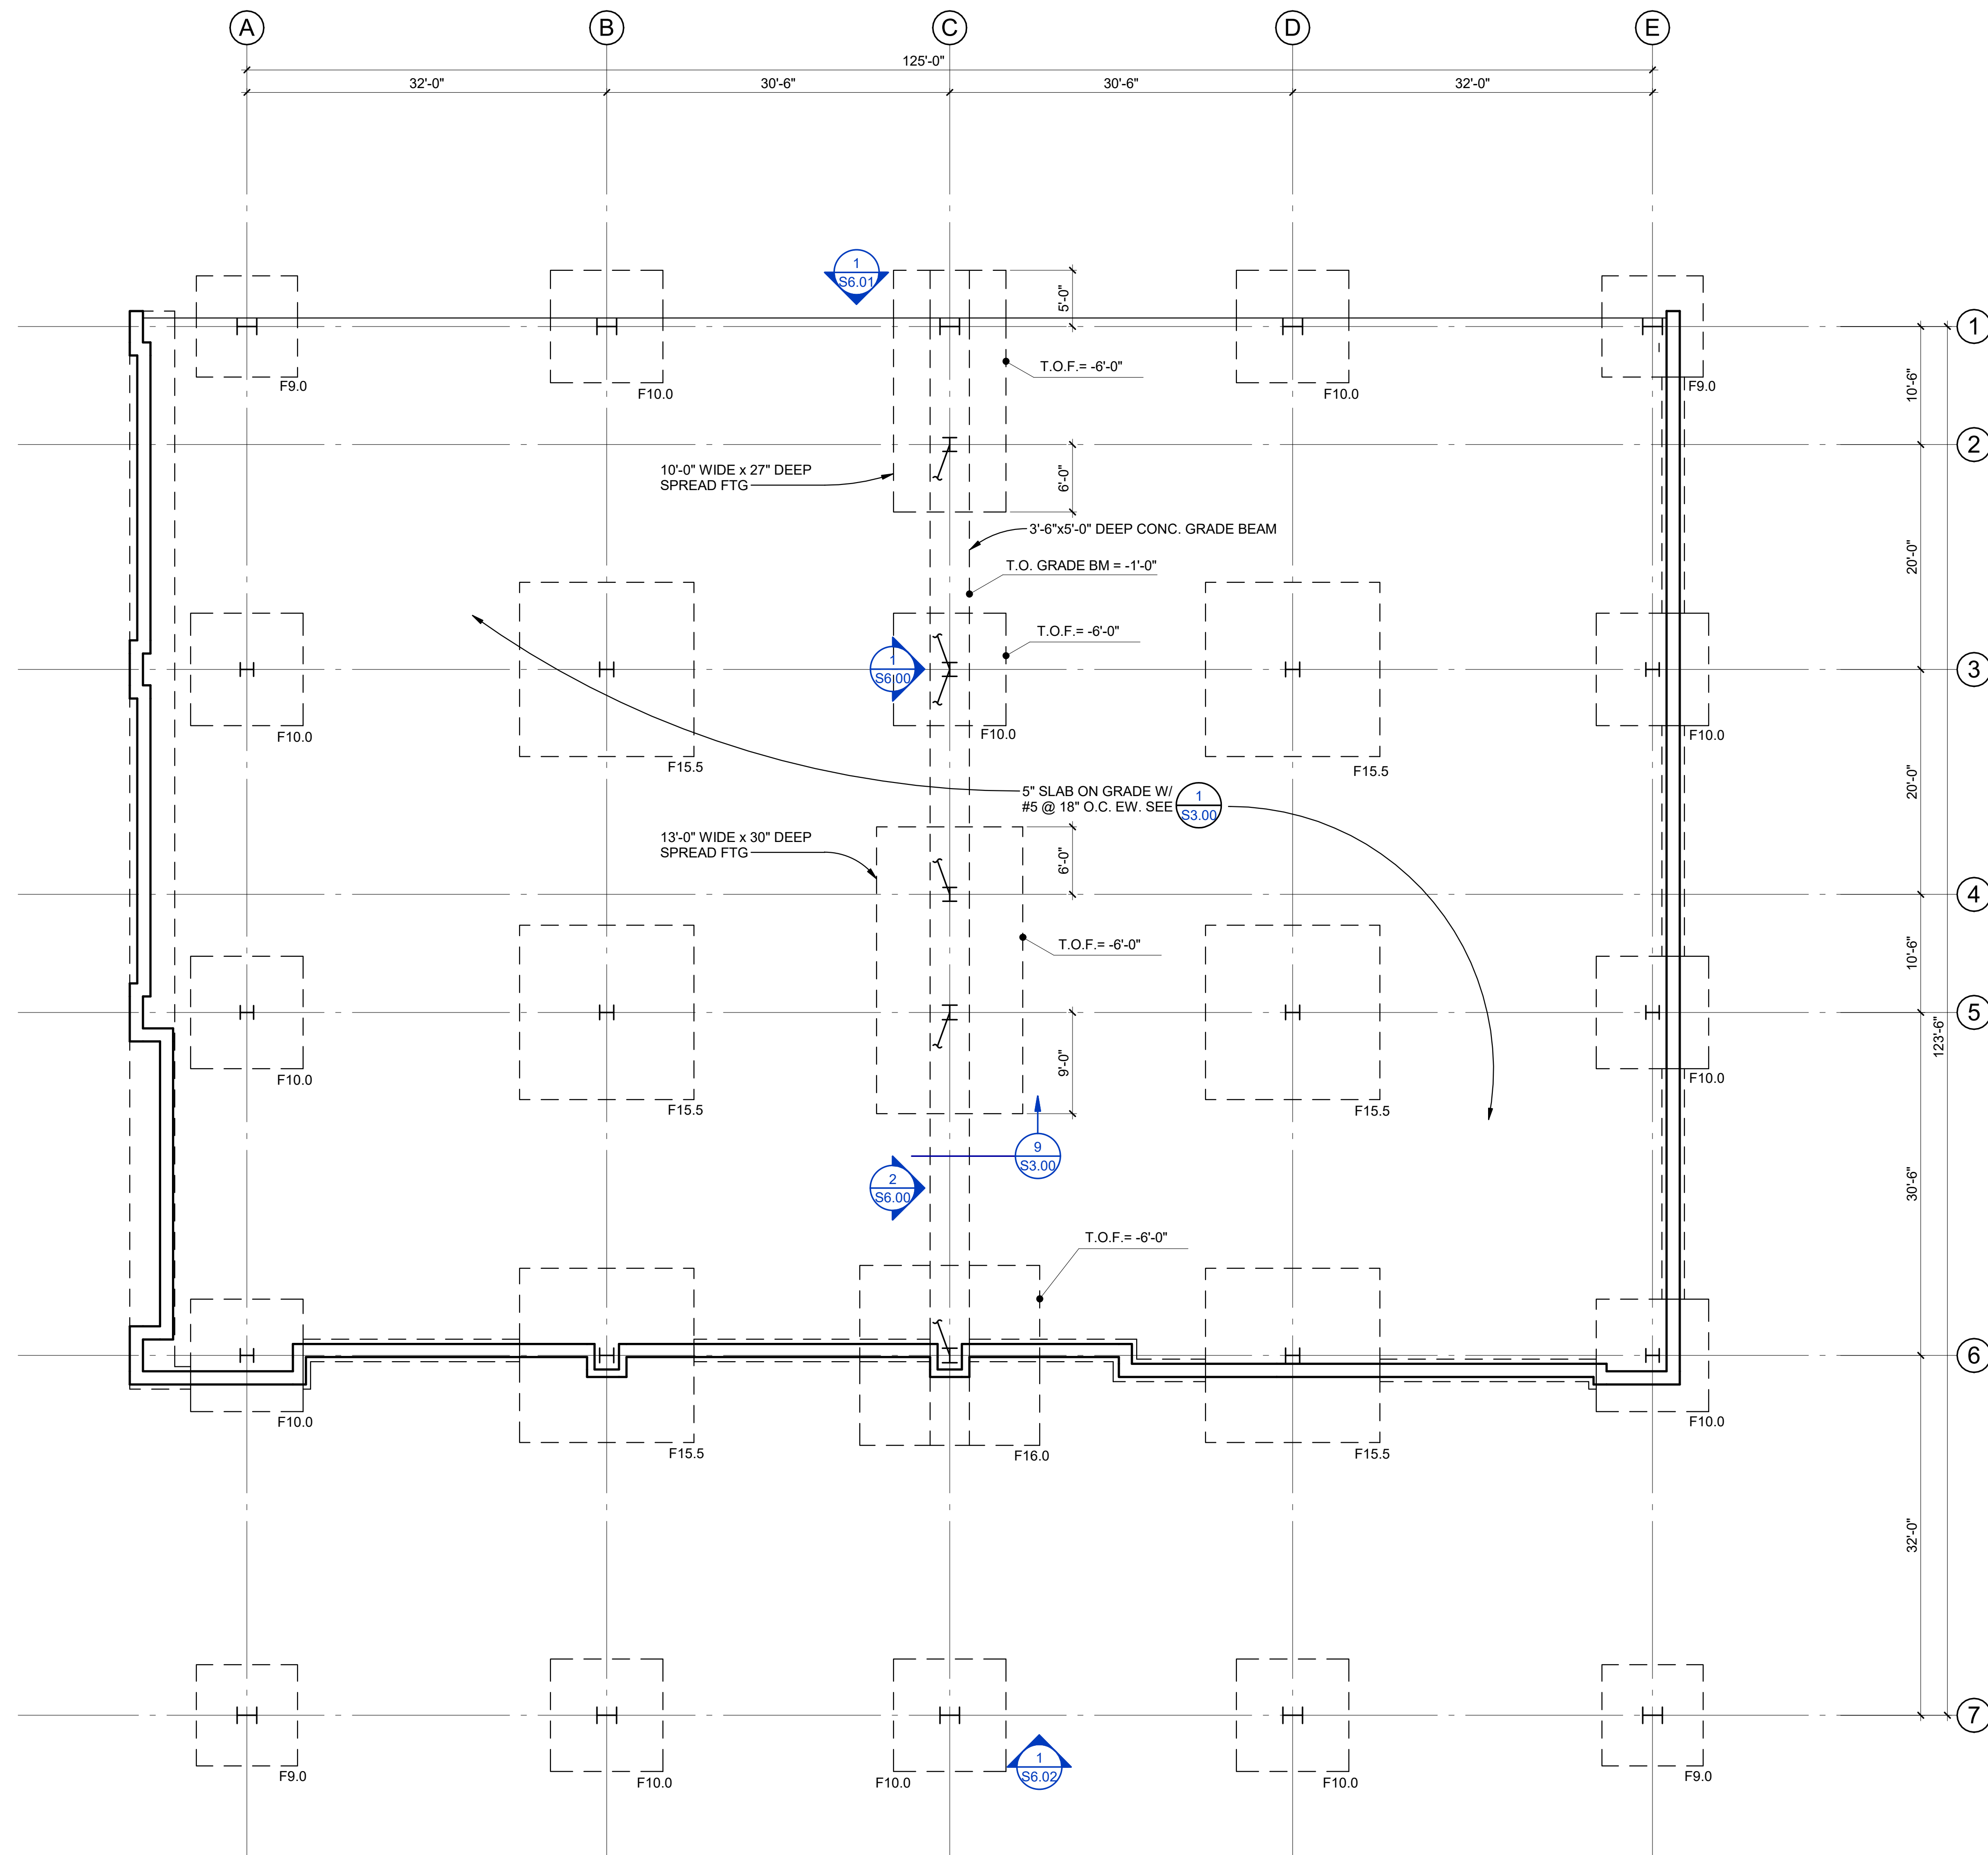 A
B
C
D
E
125'-0"
32'-0"
30'-6"
30'-6"
32'-0"
1
S6.01
5'-0"
1
T.O.F.= -6'-0"
F9.0
F10.0
F10.0
F9.0
10'-6"
2
10'-0" WIDE x 27" DEEP
SPREAD FTG
6'-0"
3'-6"x5'-0" DEEP CONC. GRADE BEAM
20'-0"
T.O. GRADE BM = -1'-0"
T.O.F.= -6'-0"
1
S6.00
3
F10.0
F15.5
F10.0
F15.5
F10.0
5" SLAB ON GRADE W/
#5 @ 18" O.C. EW. SEE
1
S3.00
20'-0"
13'-0" WIDE x 30" DEEP
SPREAD FTG
6'-0"
4
T.O.F.= -6'-0"
10'-6"
5
123'-6"
9'-0"
F10.0
F15.5
F15.5
F10.0
9
S3.00
2
S6.00
30'-6"
T.O.F.= -6'-0"
6
F10.0
F15.5
F16.0
F15.5
F10.0
32'-0"
7
F9.0
F10.0
F10.0
1
S6.02
F10.0
F9.0